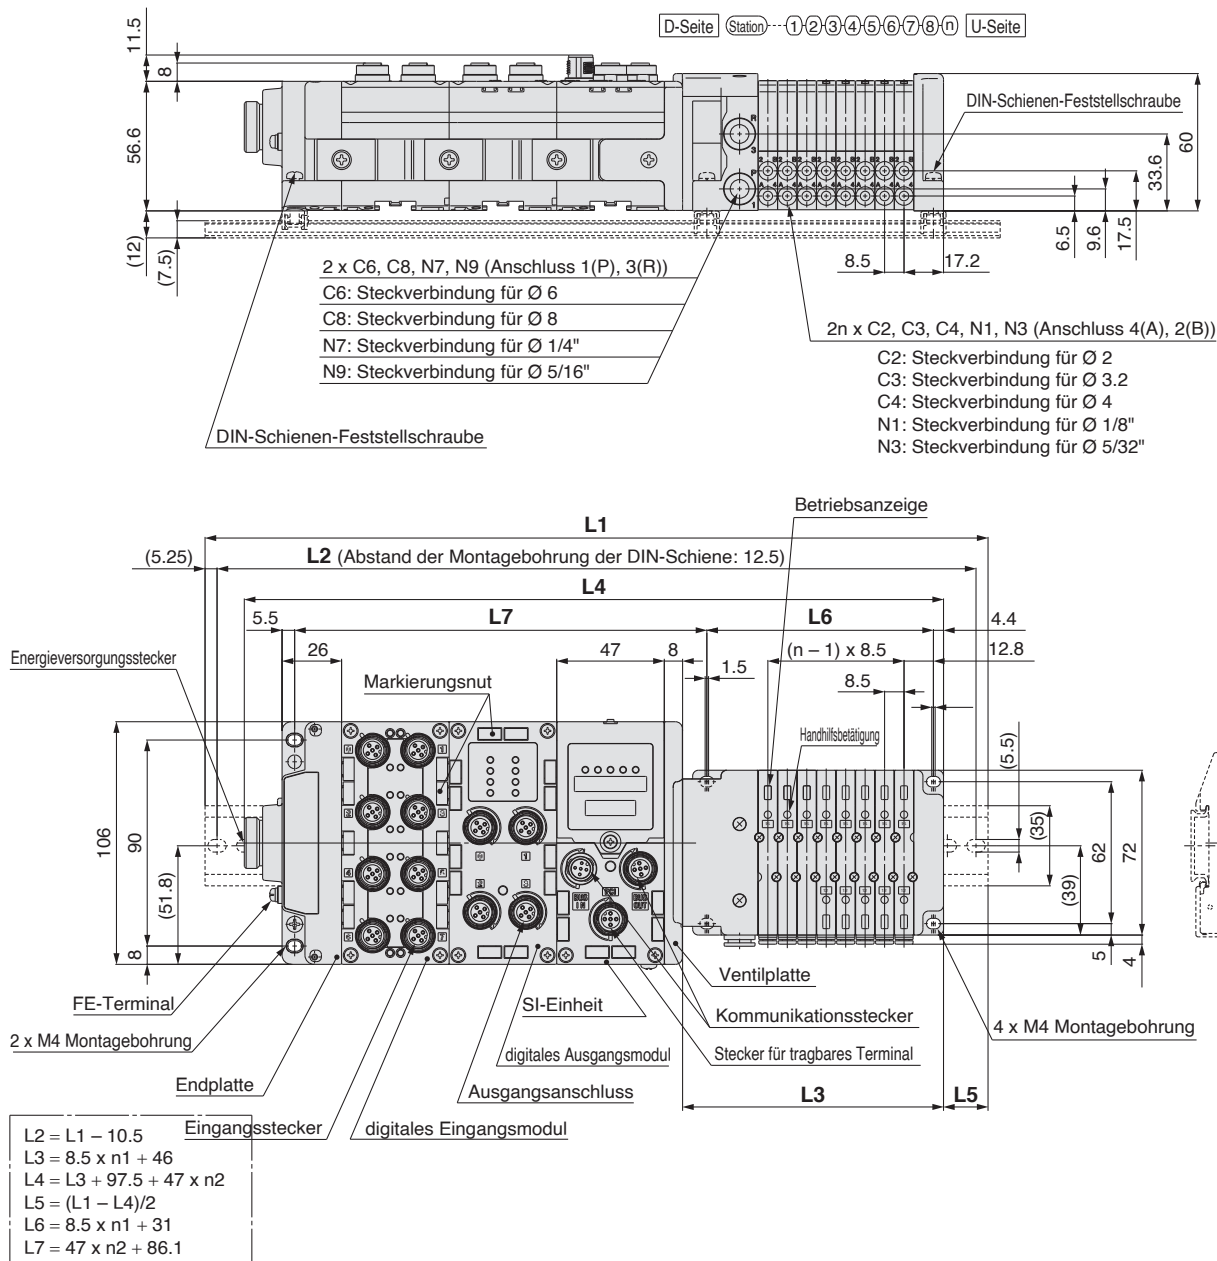 D-Seite Station 1 2 3 4 5 6 7 8 n U-Seite
11.5
8
56.6
(12)
(7.5)
DIN-Schienen-Feststellschraube
60
33.6
17.5
9.6
6.5
8.5
17.2
R
3
P
1
2 x C6, C8, N7, N9 (Anschluss 1(P), 3(R))
C6: Steckverbindung für Ø 6
C8: Steckverbindung für Ø 8
N7: Steckverbindung für Ø 1/4"
N9: Steckverbindung für Ø 5/16"
DIN-Schienen-Feststellschraube
2n x C2, C3, C4, N1, N3 (Anschluss 4(A), 2(B))
C2: Steckverbindung für Ø 2
C3: Steckverbindung für Ø 3.2
C4: Steckverbindung für Ø 4
N1: Steckverbindung für Ø 1/8"
N3: Steckverbindung für Ø 5/32"
Betriebsanzeige
L1
(5.25)
L2 (Abstand der Montagebohrung der DIN-Schiene: 12.5)
L4
5.5
L7
L6
4.4
26
47
8
1.5
(n – 1) x 8.5
12.8
8.5
Energieversorgungsstecker
Markierungsnut
Handhilfsbetätigung
(5.5)
106
90
(51.8)
8
(35)
62
72
(39)
5
4
BUS IN
BUS OUT
FE-Terminal
2 x M4 Montagebohrung
Endplatte
Eingangsstecker
digitales Eingangsmodul
Ausgangsanschluss
digitales Ausgangsmodul
SI-Einheit
Ventilplatte
Kommunikationsstecker
Stecker für tragbares Terminal
4 x M4 Montagebohrung
L3
L5
L2 = L1 – 10.5
L3 = 8.5 x n1 + 46
L4 = L3 + 97.5 + 47 x n2
L5 = (L1 – L4)/2
L6 = 8.5 x n1 + 31
L7 = 47 x n2 + 86.1